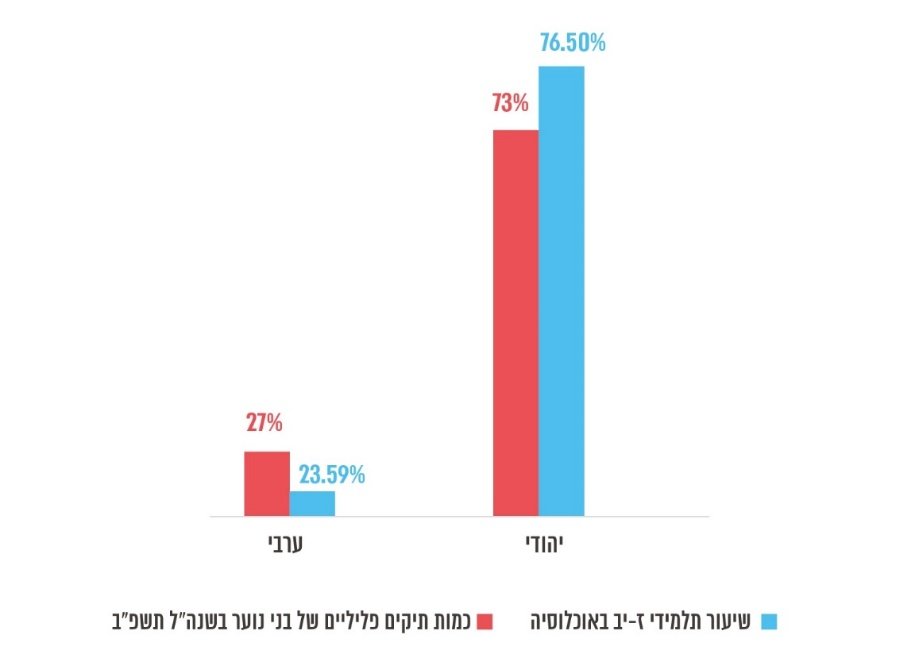 76.50%
73%
27%
23.59%
יהודי
ערבי
שיעור תלמידי ז-יב באוכלוסיה
כמות תיקים פליליים של בני נוער בשנה"ל תשפ"ב